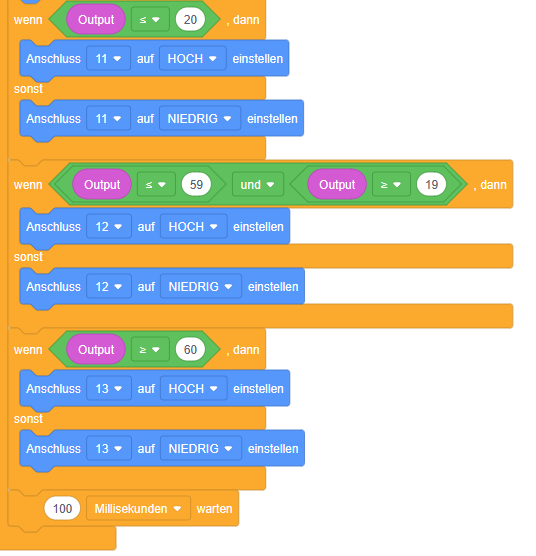 wenn Output ≤ 20 , dann
Anschluss 11 auf HOCH einstellen
sonst
Anschluss 11 auf NIEDRIG einstellen
wenn Output ≤ 59 und Output ≥ 19 , dann
Anschluss 12 auf HOCH einstellen
sonst
Anschluss 12 auf NIEDRIG einstellen
wenn Output ≥ 60 , dann
Anschluss 13 auf HOCH einstellen
sonst
Anschluss 13 auf NIEDRIG einstellen
100 Millisekunden warten